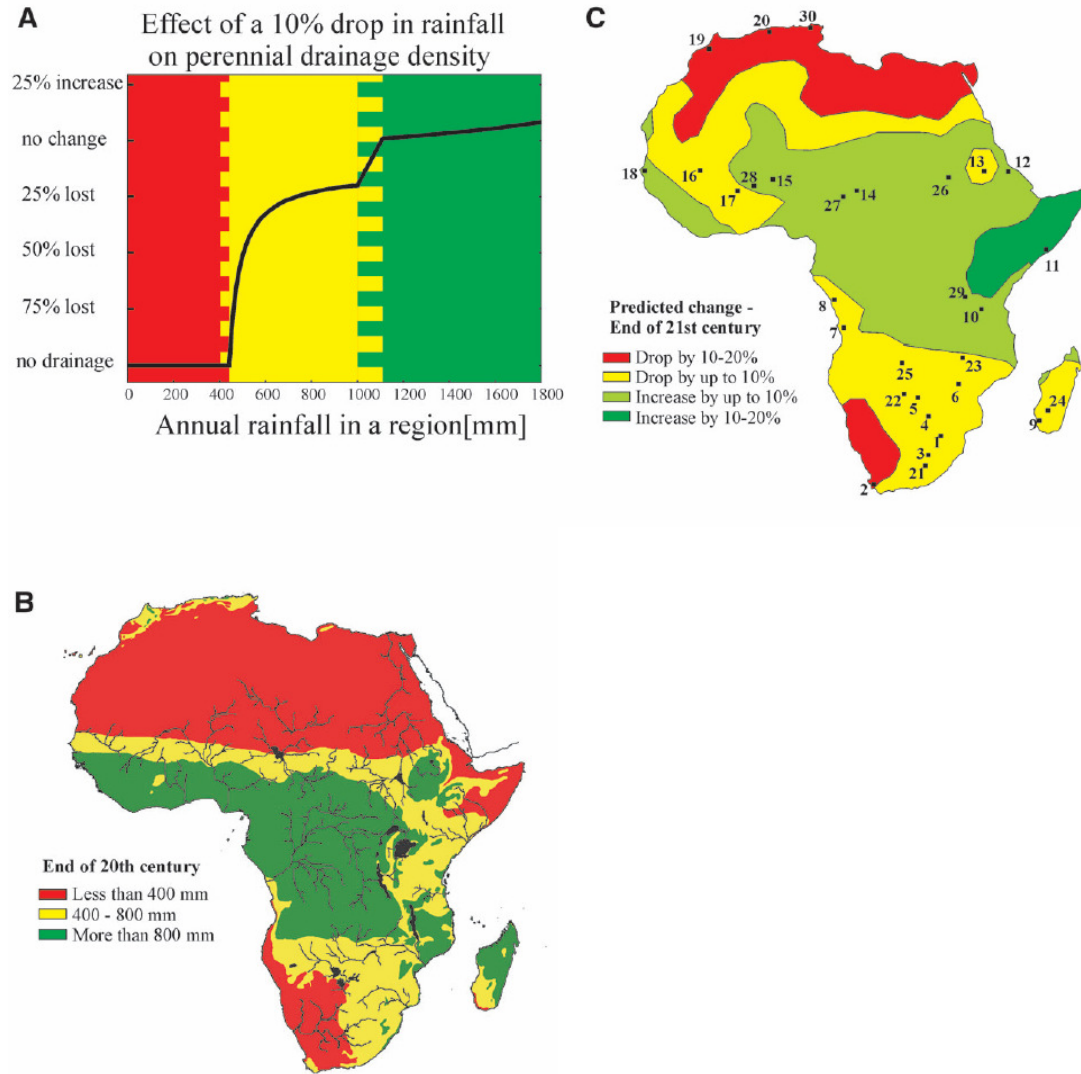 A
Effect of a 10% drop in rainfall
on perennial drainage density
25% increase
no change
25% lost
50% lost
75% lost
no drainage
0 200 400 600 800 1000 1200 1400 1600 1800
Annual rainfall in a region[mm]
C
20
30
19
18
16
17
28
15
27
14
26
13
12
11
29
10
8
7
Predicted change -
End of 21st century
Drop by 10-20%
Drop by up to 10%
Increase by up to 10%
Increase by 10-20%
25
23
22
5
6
4
24
9
1
3
21
2
B
End of 20th century
Less than 400 mm
400 - 800 mm
More than 800 mm